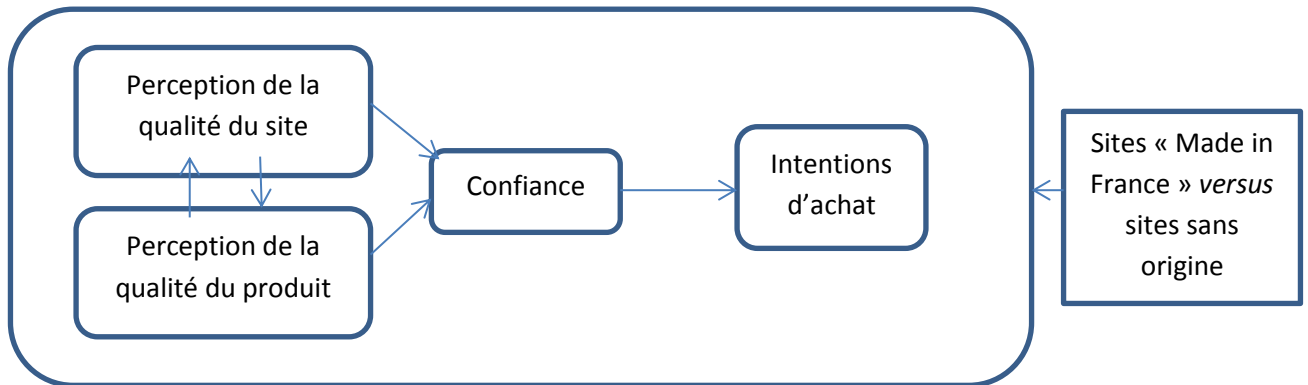 Perception de la
qualité du site
Perception de la
qualité du produit
Confiance
Intentions
d’achat
Sites « Made in
France » versus
sites sans
origine